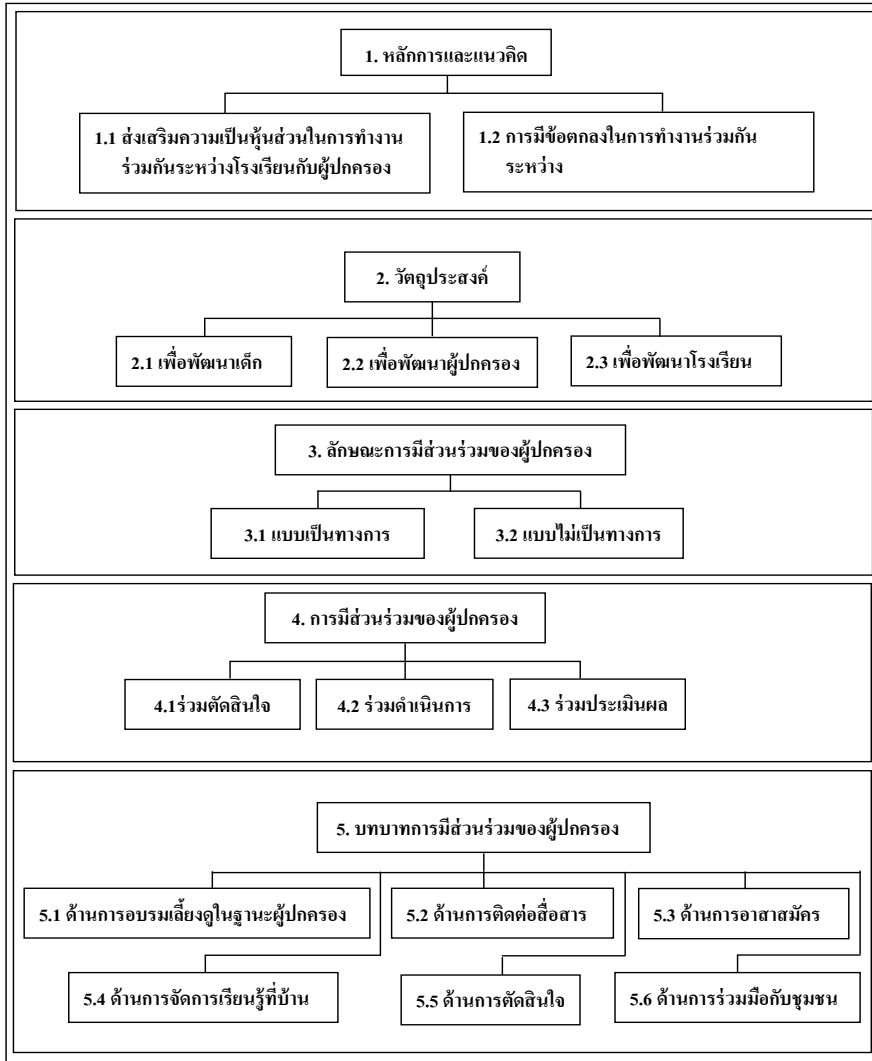 1. หลักการและแนวคิด
1.1 ส่งเสริมความเป็นหุ้นส่วนในการทำงาน
ร่วมกันระหว่างโรงเรียนกับผู้ปกครอง
1.2 การมีข้อตกลงในการทำงานร่วมกัน
ระหว่าง
2. วัตถุประสงค์
2.1 เพื่อพัฒนาเด็ก
2.2 เพื่อพัฒนาผู้ปกครอง
2.3 เพื่อพัฒนาโรงเรียน
3. ลักษณะการมีส่วนร่วมของผู้ปกครอง
3.1 แบบเป็นทางการ
3.2 แบบไม่เป็นทางการ
4. การมีส่วนร่วมของผู้ปกครอง
4.1ร่วมตัดสินใจ
4.2 ร่วมดำเนินการ
4.3 ร่วมประเมินผล
5. บทบาทการมีส่วนร่วมของผู้ปกครอง
5.1 ด้านการอบรมเลี้ยงดูในฐานะผู้ปกครอง
5.2 ด้านการติดต่อสื่อสาร
5.3 ด้านการอาสาสมัคร
5.4 ด้านการจัดการเรียนรู้ที่บ้าน
5.5 ด้านการตัดสินใจ
5.6 ด้านการร่วมมือกับชุมชน